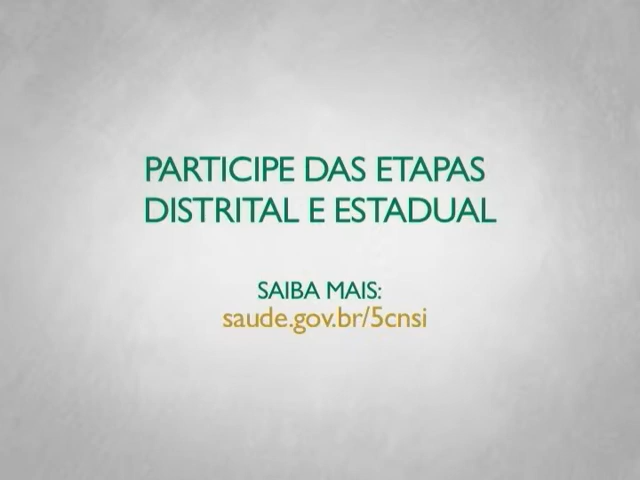 PARTICIPE DAS ETAPAS
DISTRITAL E ESTADUAL
SAIBA MAIS:
saude.gov.br/5cnsi